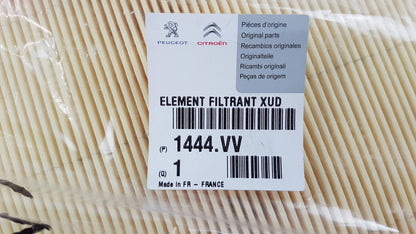 PEUGEOT
CITROËN
Pièces d'origine
Original parts
Recambios originales
Originalteile
Ricambi originali
Peças de origem
ELEMENT FILTRANT XUD
(P) 1444.VV
(Q) 1
Made in FR - FRANCE